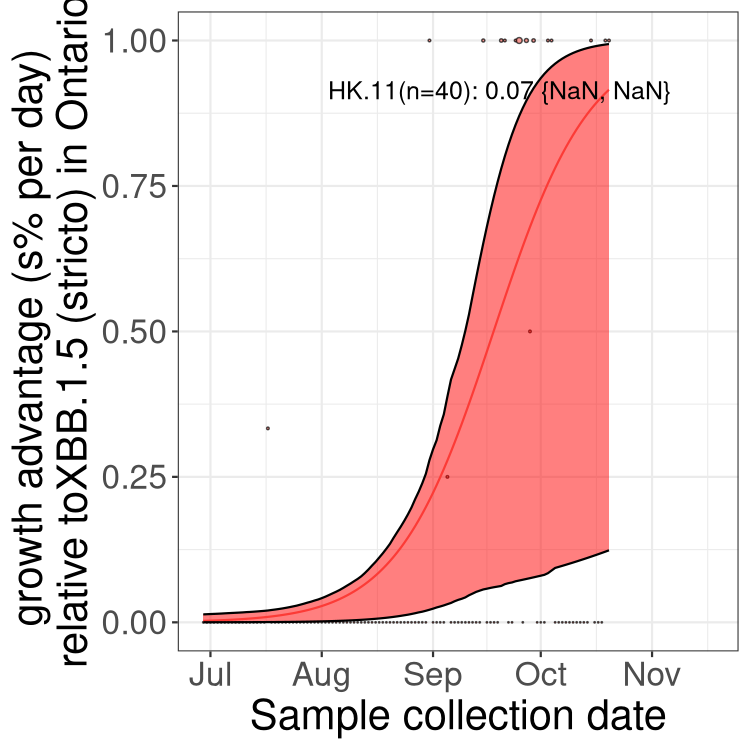 growth advantage (s% per day)
relative toXBB.1.5 (stricto) in Ontario
1.00
0.75
0.50
0.25
0.00
HK.11(n=40): 0.07 {NaN, NaN}
Jul Aug Sep Oct Nov
Sample collection date